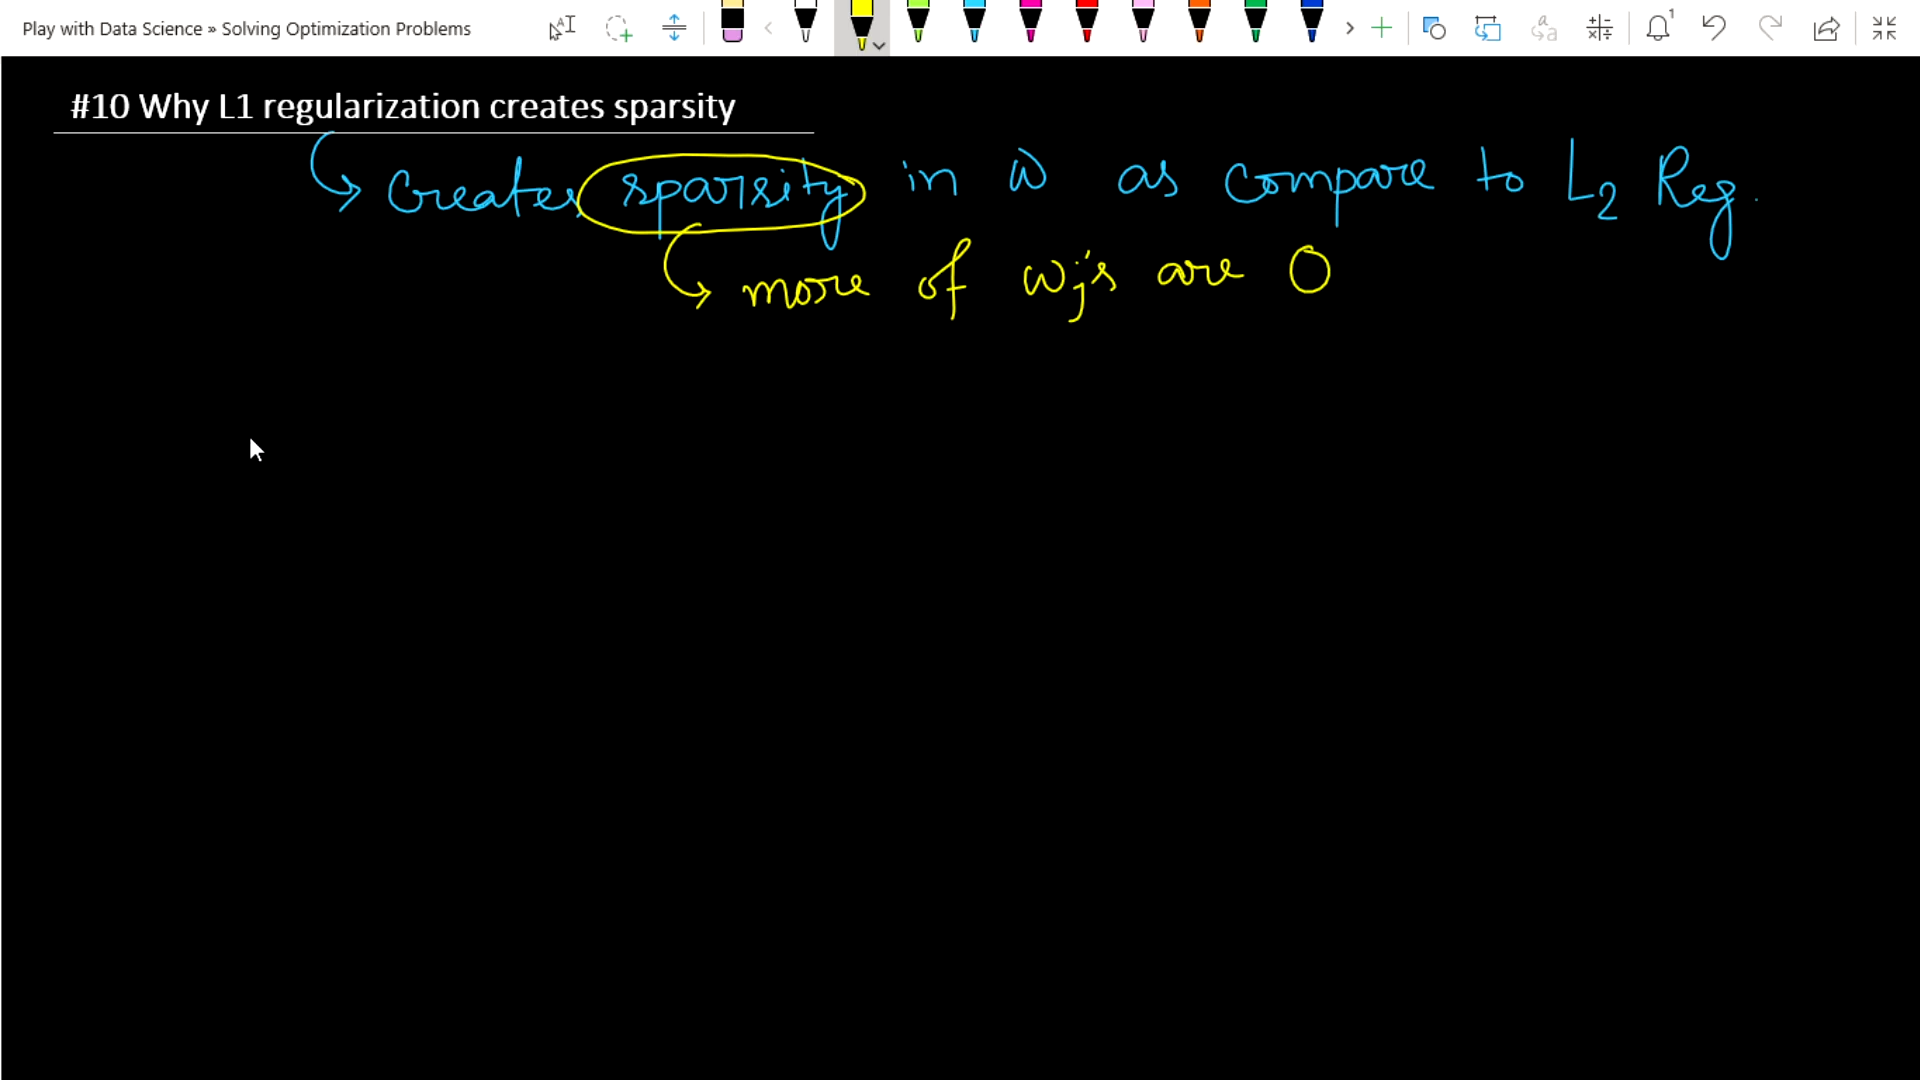 Play with Data Science » Solving Optimization Problems
#10 Why L1 regularization creates sparsity
Creates sparsity in w as compare to L2 Reg.
more of wj's are 0